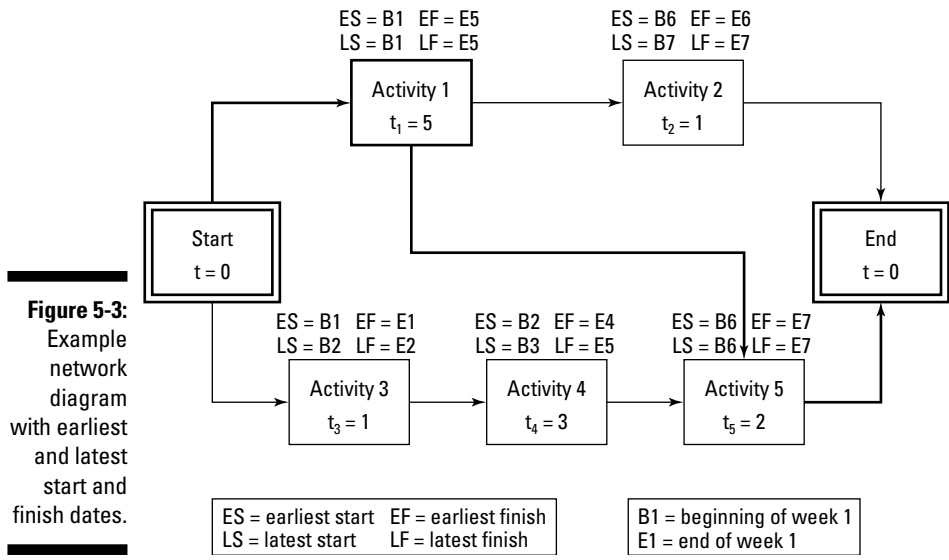 ES = B1 EF = E5
LS = B1 LF = E5
ES = B6 EF = E6
LS = B7 LF = E7
Activity 1
t₁ = 5
Activity 2
t₂ = 1
Start
t = 0
End
t = 0
Figure 5-3:
Example
network
diagram
with earliest
and latest
start and
finish dates.
ES = B1 EF = E1
LS = B2 LF = E2
ES = B2 EF = E4
LS = B3 LF = E5
ES = B6 EF = E7
LS = B6 LF = E7
Activity 3
t₃ = 1
Activity 4
t₄ = 3
Activity 5
t₅ = 2
ES = earliest start EF = earliest finish
LS = latest start LF = latest finish
B1 = beginning of week 1
E1 = end of week 1